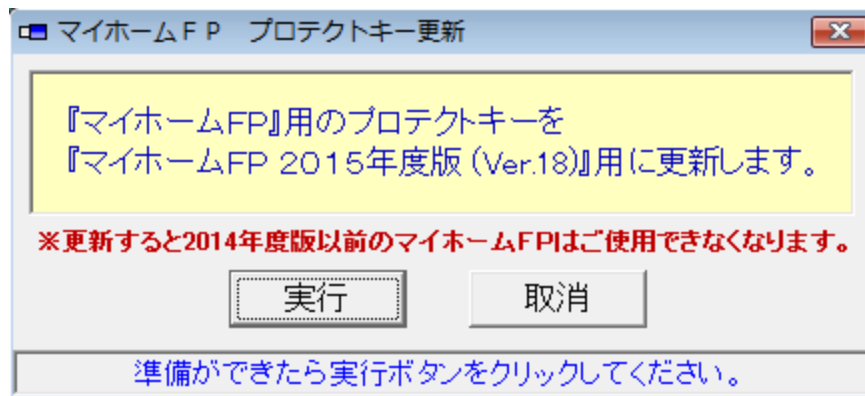 マイホームＦＰ　プロテクトキー更新
『マイホームFP』用のプロテクトキーを
『マイホームFP 2015年度版 (Ver.18)』用に更新します。
※更新すると2014年度版以前のマイホームFPはご使用できなくなります。
実行
取消
準備ができたら実行ボタンをクリックしてください。